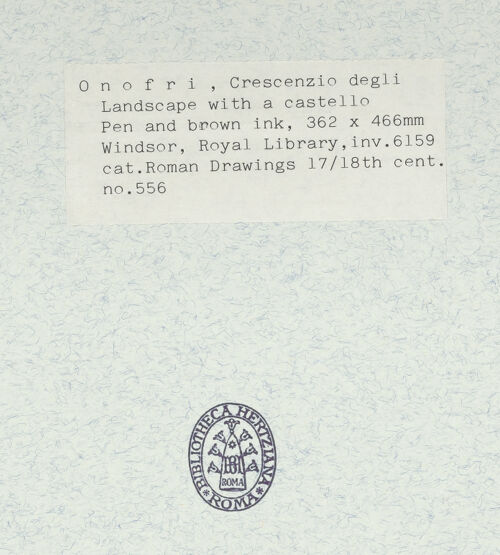 O n o f r i , Crescenzio degli
Landscape with a castello
Pen and brown ink, 362 x 466mm
Windsor, Royal Library,inv.6159
cat.Roman Drawings 17/18th cent.
no.556
BIBLIOTHECA HERTZIANA
ROMA
ROMA